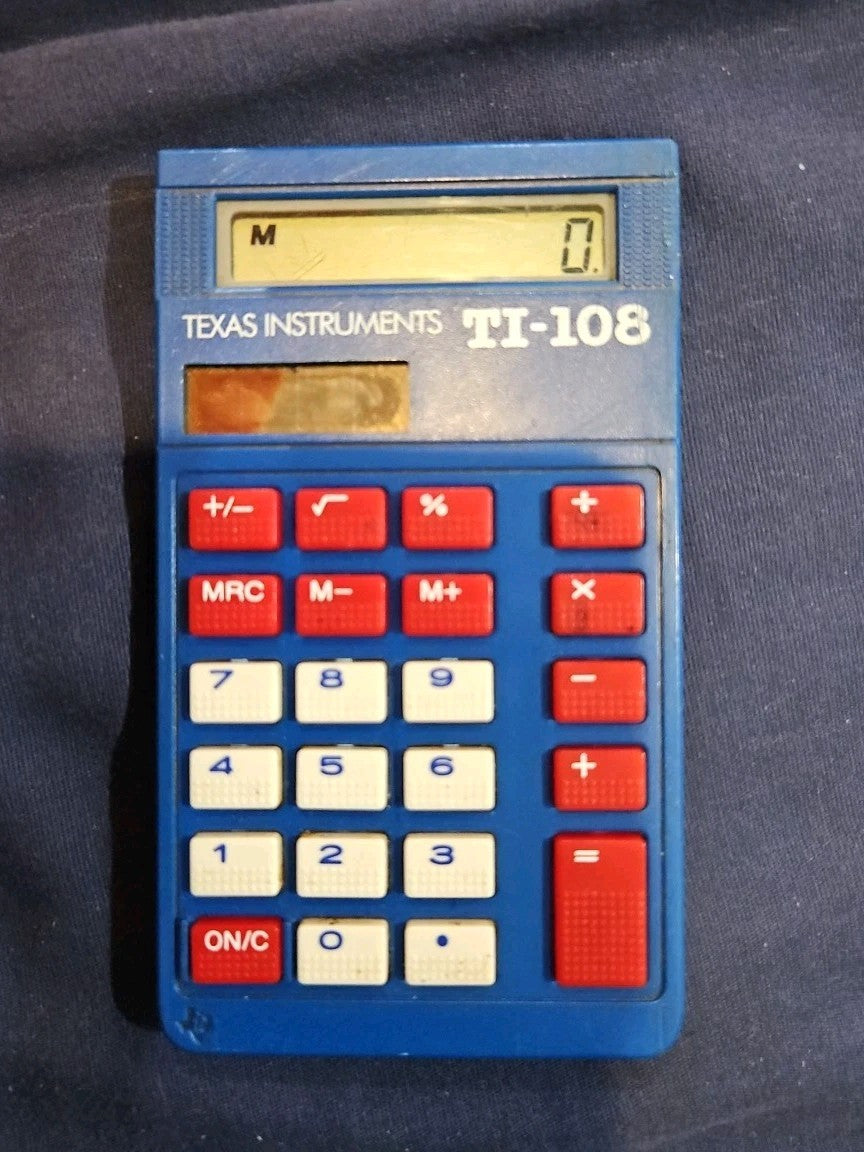 M 0.
TEXAS INSTRUMENTS TI-108
+/− √ % ÷
MRC M− M+ ×
7 8 9 −
4 5 6 +
1 2 3 =
ON/C 0 •